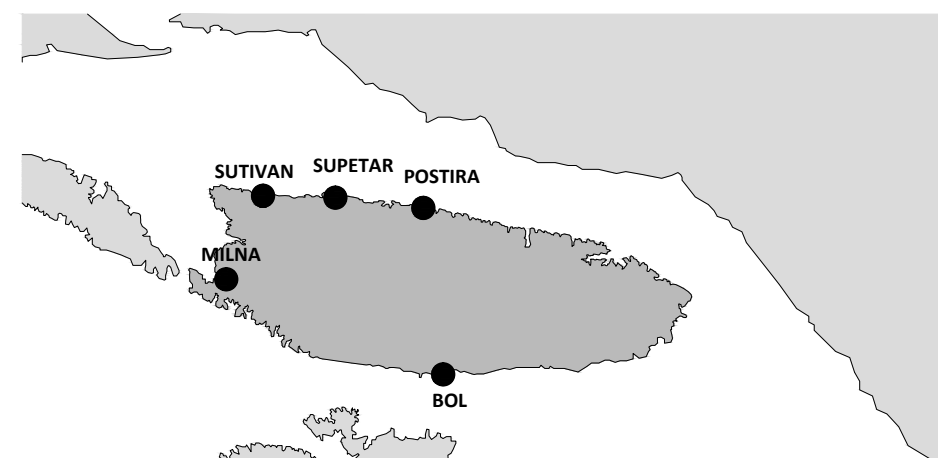 SUTIVAN
SUPETAR
POSTIRA
MILNA
BOL